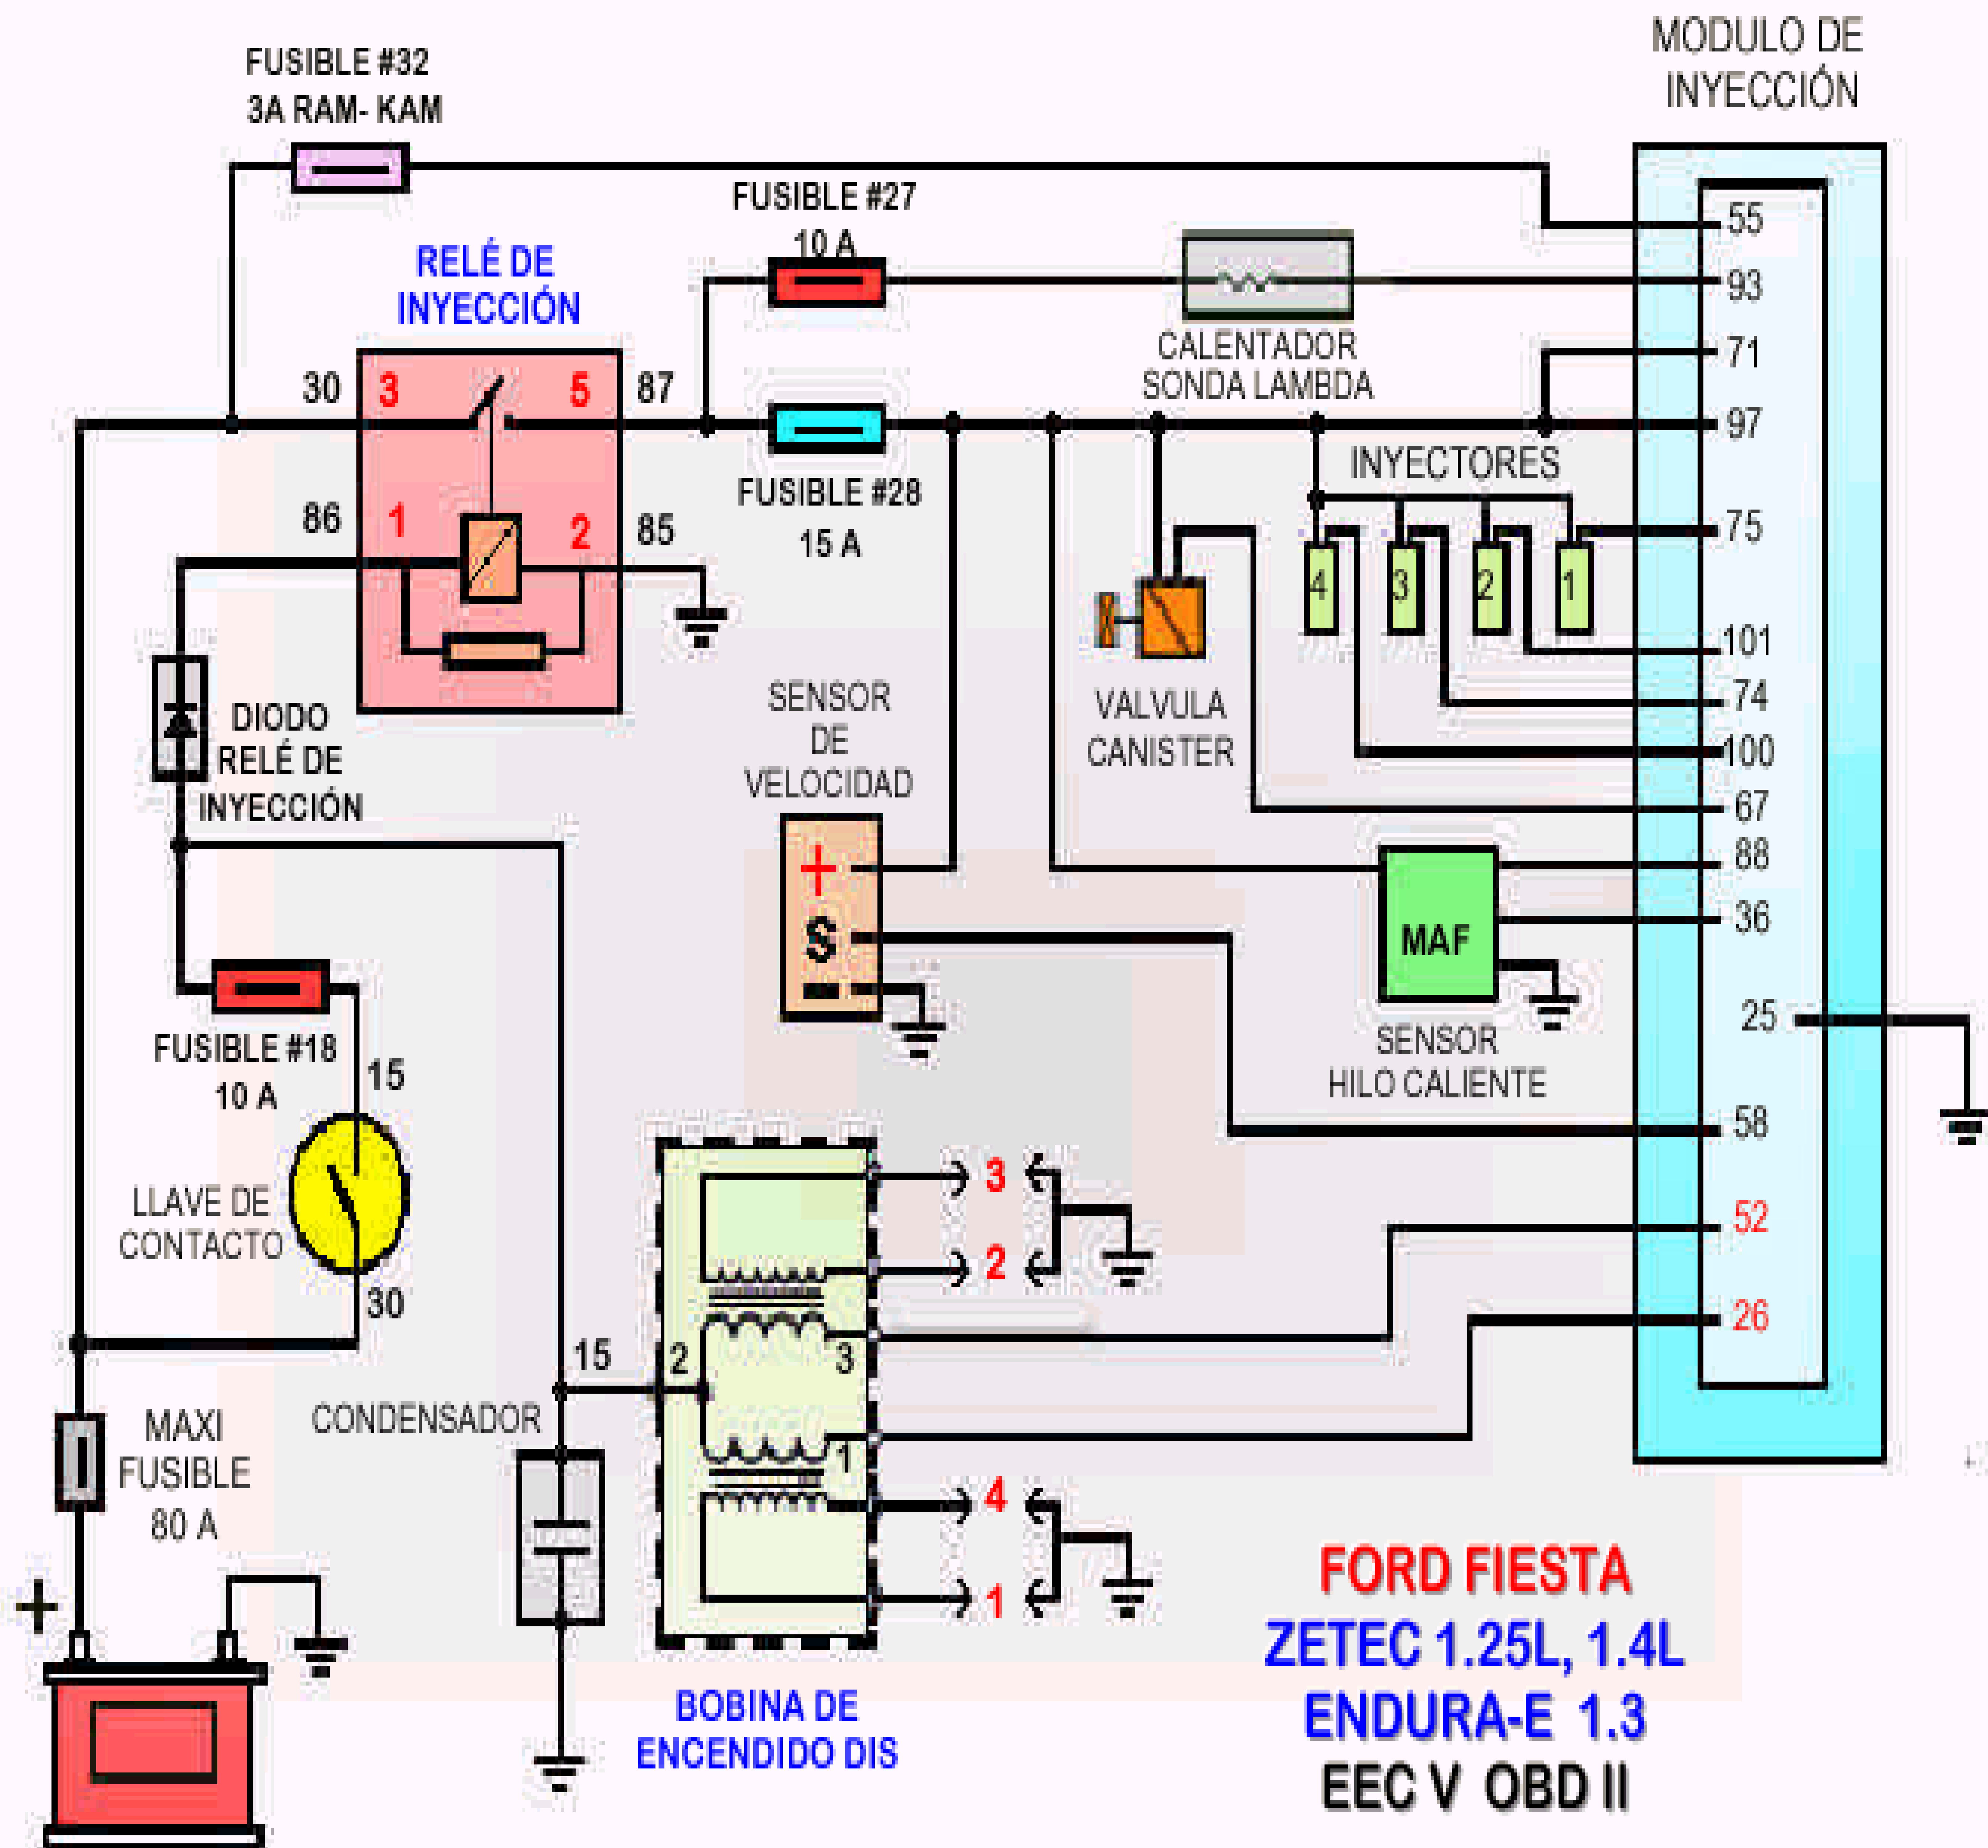 MODULO DE
INYECCIÓN
FUSIBLE #32
3A RAM- KAM
FUSIBLE #27
10 A
RELÉ DE
INYECCIÓN
55
93
CALENTADOR
SONDA LAMBDA
71
30
3
5
87
97
INYECTORES
FUSIBLE #28
15 A
86
1
2
85
75
4
3
2
1
101
74
100
67
SENSOR
DE
VELOCIDAD
VALVULA
CANISTER
DIODO
RELÉ DE
INYECCIÓN
+
S
-
88
36
MAF
SENSOR
HILO CALIENTE
25
FUSIBLE #18
10 A
15
58
LLAVE DE
CONTACTO
30
3
2
52
26
15
2
3
1
CONDENSADOR
MAXI
FUSIBLE
80 A
4
1
+
BOBINA DE
ENCENDIDO DIS
FORD FIESTA
ZETEC 1.25L, 1.4L
ENDURA-E 1.3
EEC V OBD II